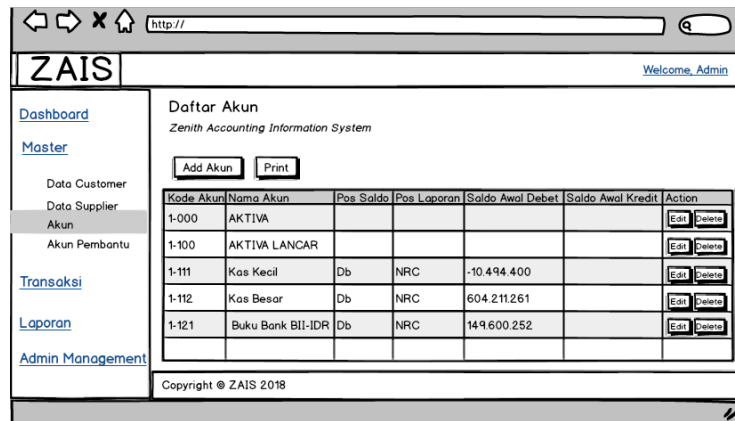 http://
ZAIS
Welcome, Admin
Dashboard
Master
Data Customer
Data Supplier
Akun
Akun Pembantu
Transaksi
Laporan
Admin Management
Daftar Akun
Zenith Accounting Information System
Add Akun Print
Kode Akun Nama Akun Pos Saldo Pos Laporan Saldo Awal Debet Saldo Awal Kredit Action
1-000 AKTIVA Edit Delete
1-100 AKTIVA LANCAR Edit Delete
1-111 Kas Kecil Db NRC -10.494.400 Edit Delete
1-112 Kas Besar Db NRC 604.211.261 Edit Delete
1-121 Buku Bank BII-IDR Db NRC 149.600.252 Edit Delete
Copyright © ZAIS 2018